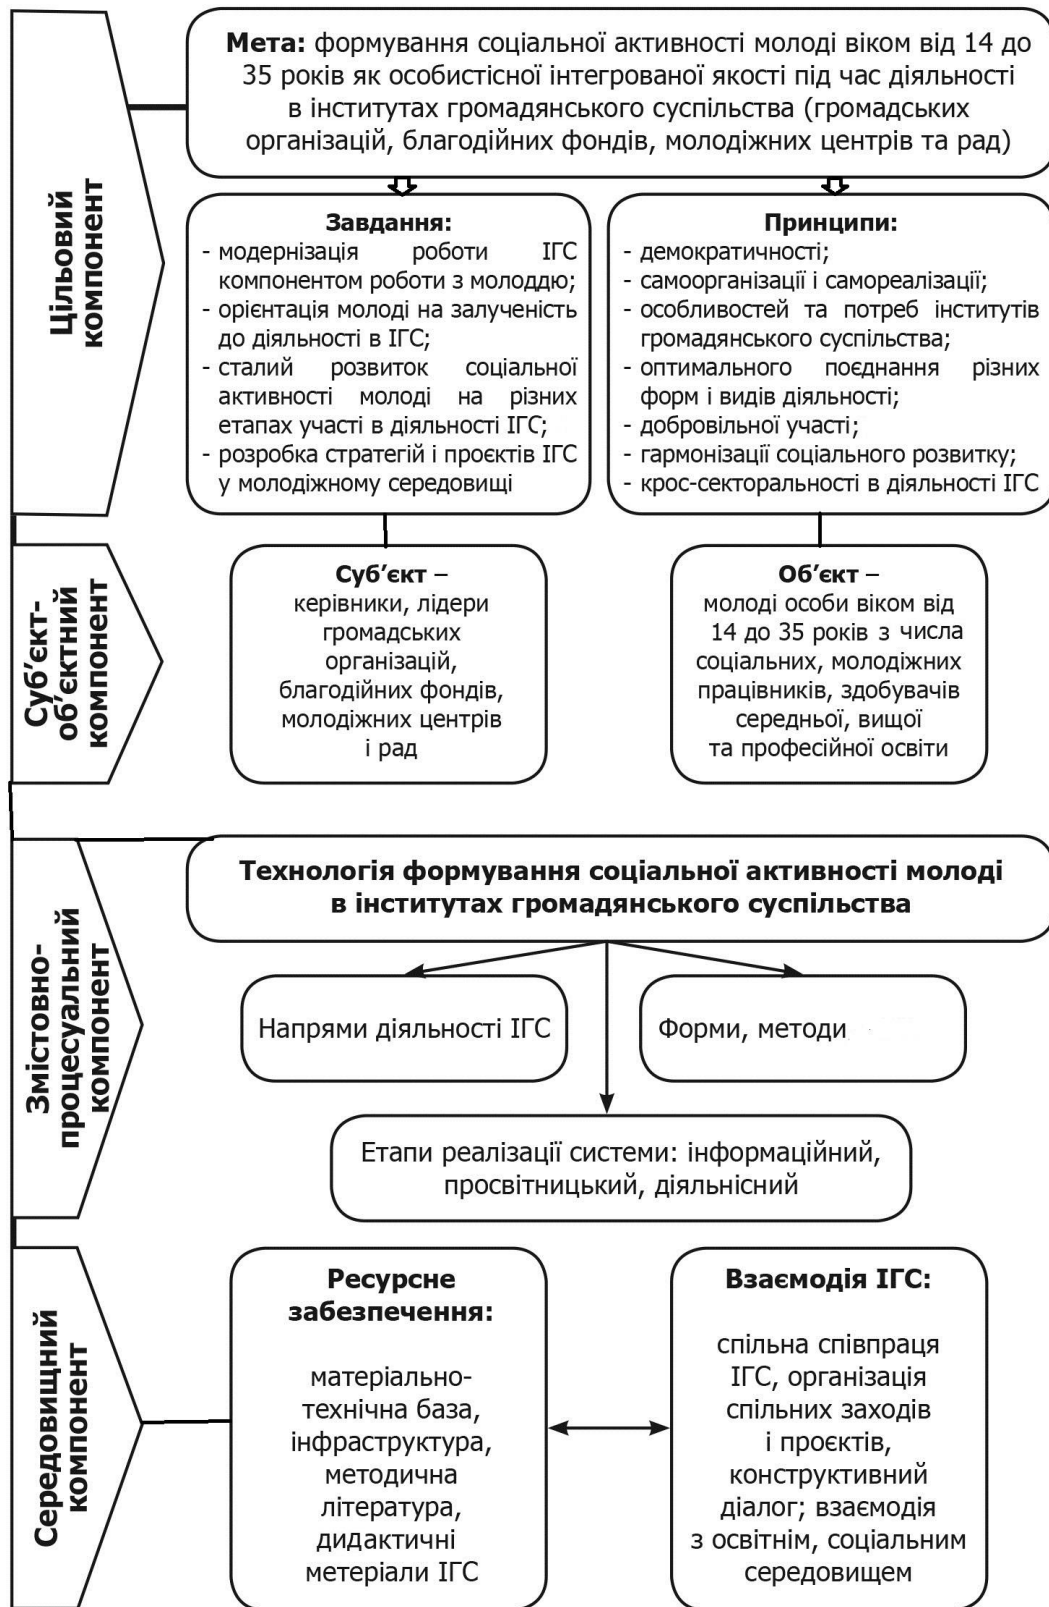 Цільовий
компонент
Мета: формування соціальної активності молоді віком від 14 до
35 років як особистісної інтегрованої якості під час діяльності
в інститутах громадянського суспільства (громадських
організацій, благодійних фондів, молодіжних центрів та рад)
Завдання:
- модернізація роботи ІГС
компонентом роботи з молоддю;
- орієнтація молоді на залученість
до діяльності в ІГС;
- сталий розвиток соціальної
активності молоді на різних
етапах участі в діяльності ІГС;
- розробка стратегій і проєктів ІГС
у молодіжному середовищі
Принципи:
- демократичності;
- самоорганізації і самореалізації;
- особливостей та потреб інститутів
громадянського суспільства;
- оптимального поєднання різних
форм і видів діяльності;
- добровільної участі;
- гармонізації соціального розвитку;
- крос-секторальності в діяльності ІГС
Суб’єкт-
об’єктний
компонент
Суб’єкт –
керівники, лідери
громадських
організацій,
благодійних фондів,
молодіжних центрів
і рад
Об’єкт –
молоді особи віком від
14 до 35 років з числа
соціальних, молодіжних
працівників, здобувачів
середньої, вищої
та професійної освіти
Змістовно-
процесуальний
компонент
Технологія формування соціальної активності молоді
в інститутах громадянського суспільства
Напрями діяльності ІГС
Форми, методи
Етапи реалізації системи: інформаційний,
просвітницький, діяльнісний
Середовищний
компонент
Ресурсне
забезпечення:
матеріально-
технічна база,
інфраструктура,
методична
література,
дидактичні
метеріали ІГС
Взаємодія ІГС:
спільна співпраця
ІГС, організація
спільних заходів
і проєктів,
конструктивний
діалог; взаємодія
з освітнім, соціальним
середовищем